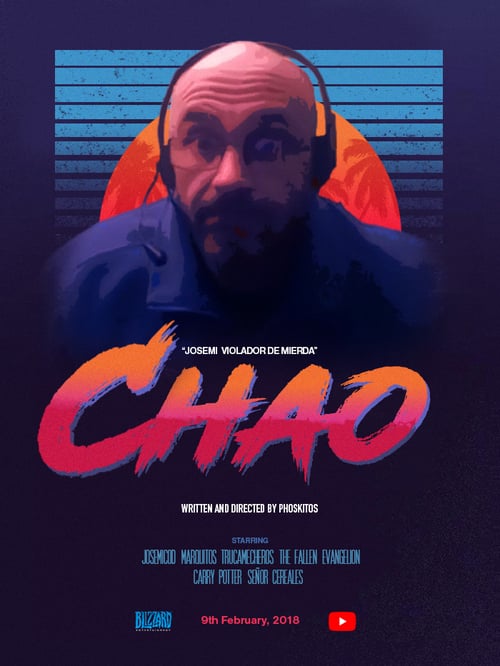 "JOSEMI VIOLADOR DE MIERDA"
CHAO
WRITTEN AND DIRECTED BY PHOSKITOS
STARRING
JOSEMICOD MARQUITOS TRUCAMECHEROS THE FALLEN EVANGELION
CARRY POTTER SEÑOR CEREALES
BLIZZARD
ENTERTAINMENT
9th February, 2018